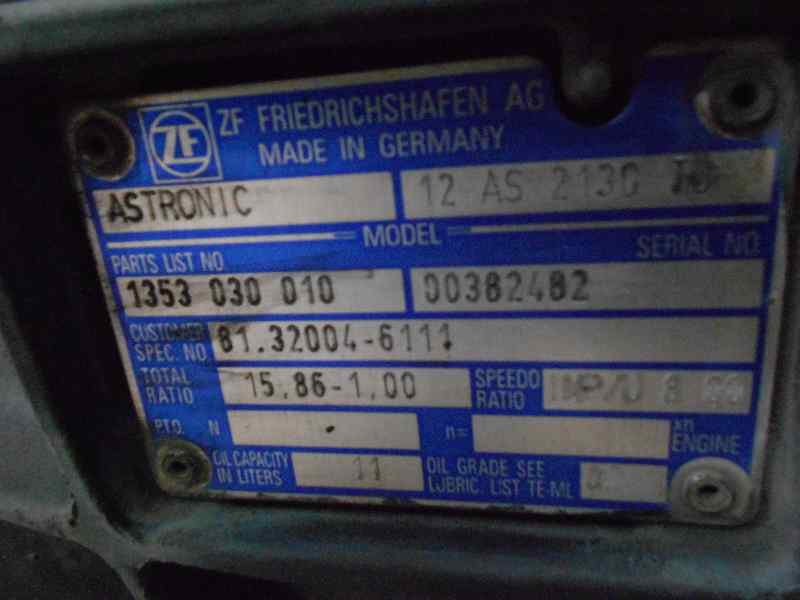 ZF ZF FRIEDRICHSHAFEN AG
MADE IN GERMANY
ASTRONIC 12 AS 2130
MODEL
PARTS LIST NO SERIAL NO
1353 030 010 00382482
CUSTOMER SPEC. NO. 81.32004-6111
TOTAL RATIO 15,86-1,00 SPEEDO RATIO IMP/U
P.T.O. N n= xn ENGINE
OIL CAPACITY IN LITERS 11 OIL GRADE SEE LUBRIC. LIST TE-ML